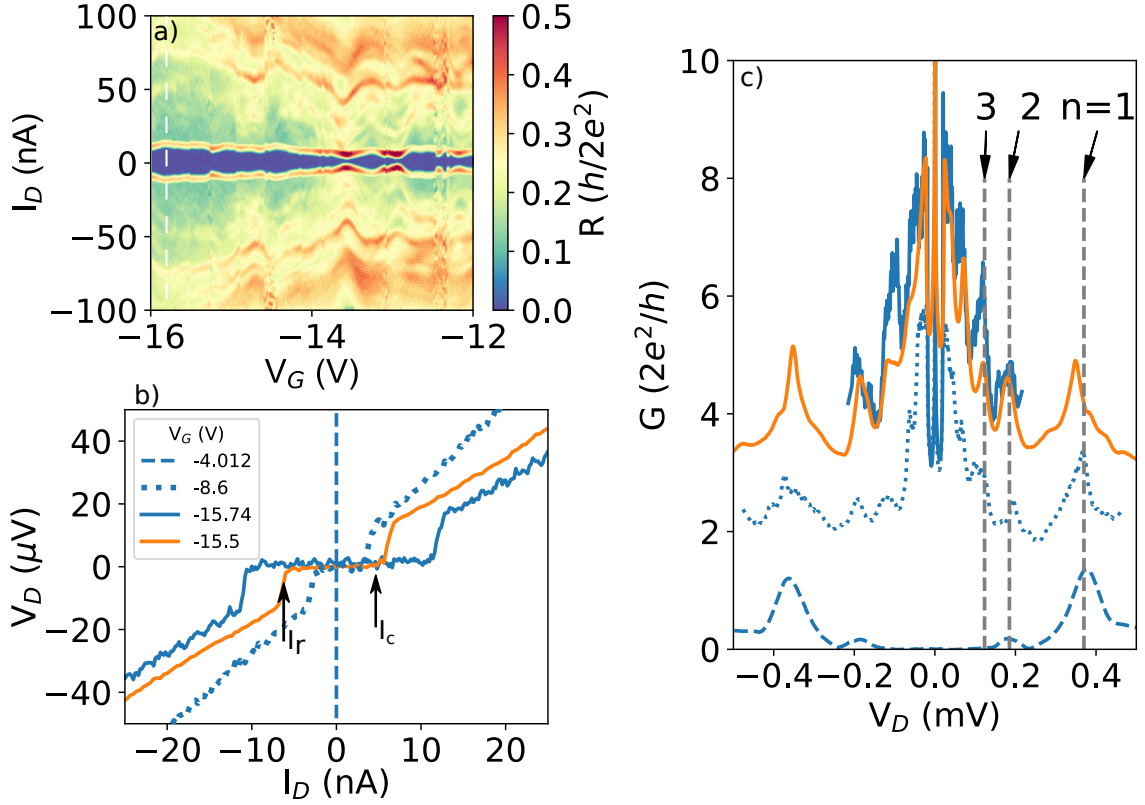 a)
100
50
0
−50
−100
I_D (nA)
−16
−14
−12
V_G (V)
0.5
0.4
0.3
0.2
0.1
0.0
R (h/2e²)
b)
V_G (V)
-4.012
-8.6
-15.74
-15.5
40
20
0
−20
−40
V_D (μV)
I_r
I_c
−20
−10
0
10
20
I_D (nA)
c)
3 2 n=1
10
8
6
4
2
0
G (2e²/h)
−0.4
−0.2
0.0
0.2
0.4
V_D (mV)